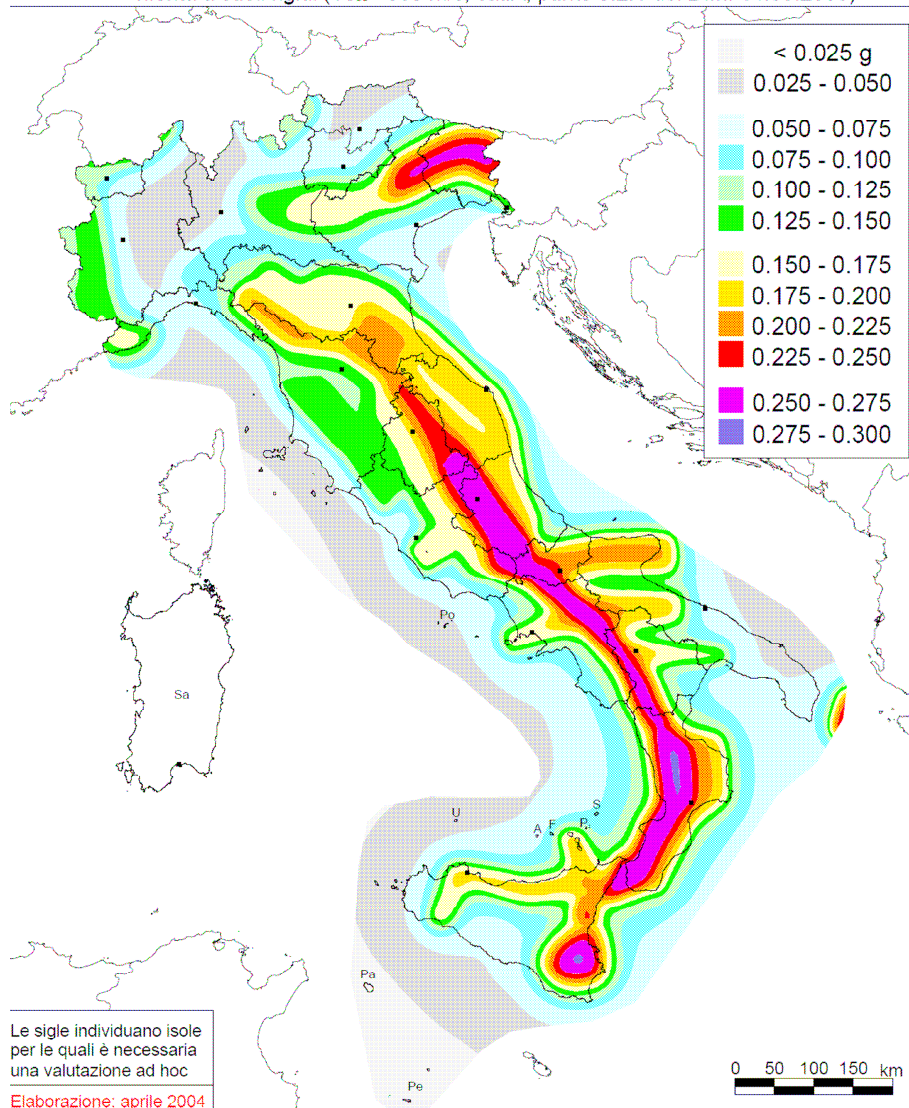 < 0.025 g
0.025 - 0.050
0.050 - 0.075
0.075 - 0.100
0.100 - 0.125
0.125 - 0.150
0.150 - 0.175
0.175 - 0.200
0.200 - 0.225
0.225 - 0.250
0.250 - 0.275
0.275 - 0.300
Po
Sa
U
A F P S
Pa
Pe
Le sigle individuano isole
per le quali è necessaria
una valutazione ad hoc
Elaborazione: aprile 2004
0 50 100 150 km